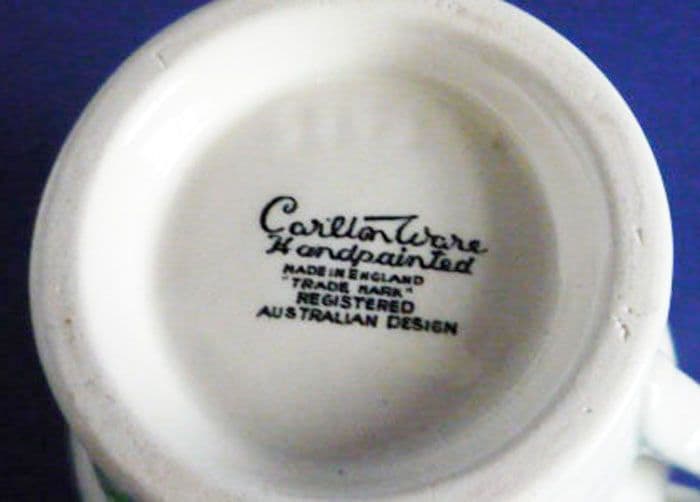 Carlton Ware
Handpainted
MADE IN ENGLAND
"TRADE MARK"
REGISTERED
AUSTRALIAN DESIGN